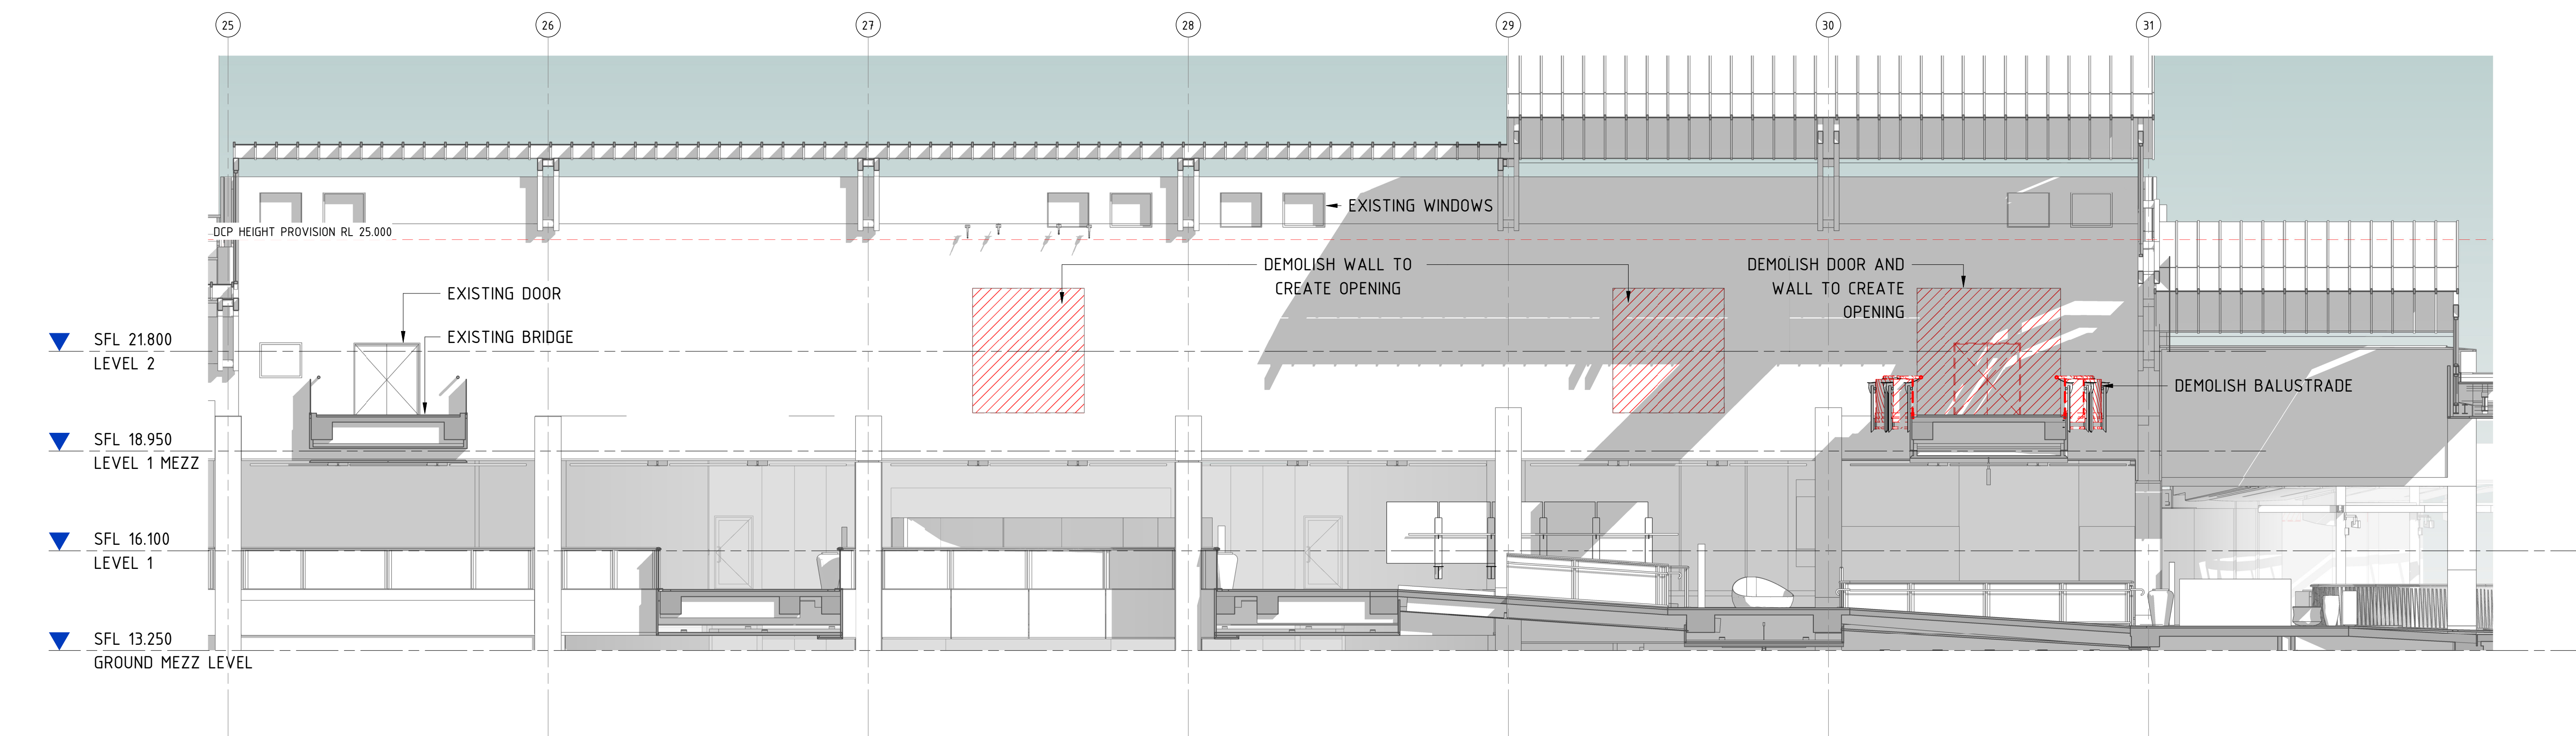 25 26 27 28 29 30 31
EXISTING WINDOWS
DCP HEIGHT PROVISION RL 25.000
DEMOLISH WALL TO
CREATE OPENING
DEMOLISH DOOR AND
WALL TO CREATE
OPENING
EXISTING DOOR
EXISTING BRIDGE
SFL 21.800
LEVEL 2
DEMOLISH BALUSTRADE
SFL 18.950
LEVEL 1 MEZZ
SFL 16.100
LEVEL 1
SFL 13.250
GROUND MEZZ LEVEL